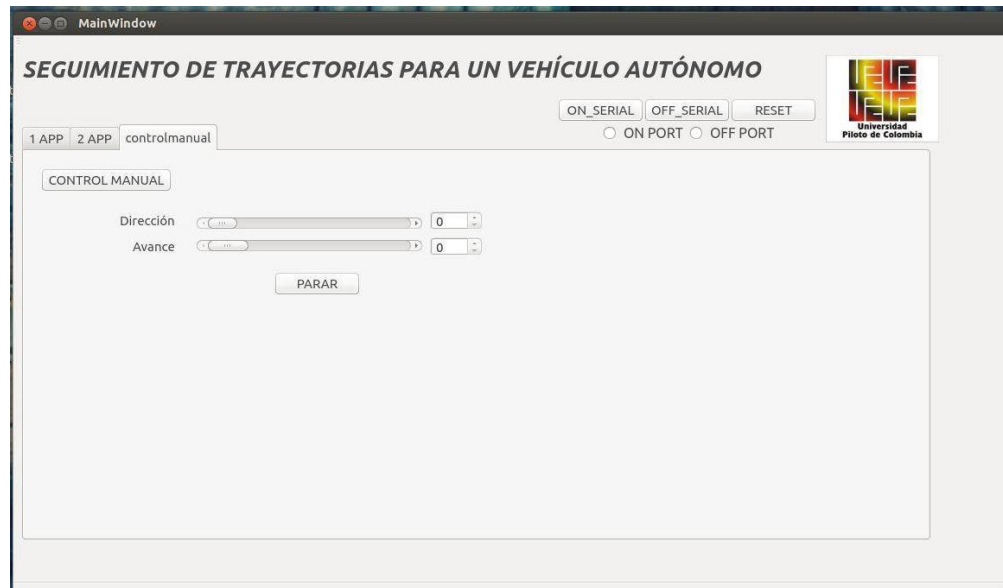 MainWindow
SEGUIMIENTO DE TRAYECTORIAS PARA UN VEHÍCULO AUTÓNOMO
ON_SERIAL OFF_SERIAL RESET
ON PORT OFF PORT
Universidad
Piloto de Colombia
1 APP 2 APP controlmanual
CONTROL MANUAL
Dirección 0
Avance 0
PARAR